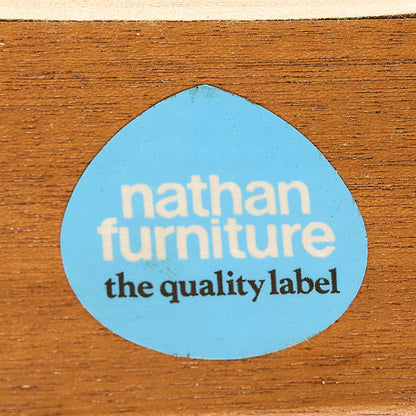 nathan
furniture
the quality label